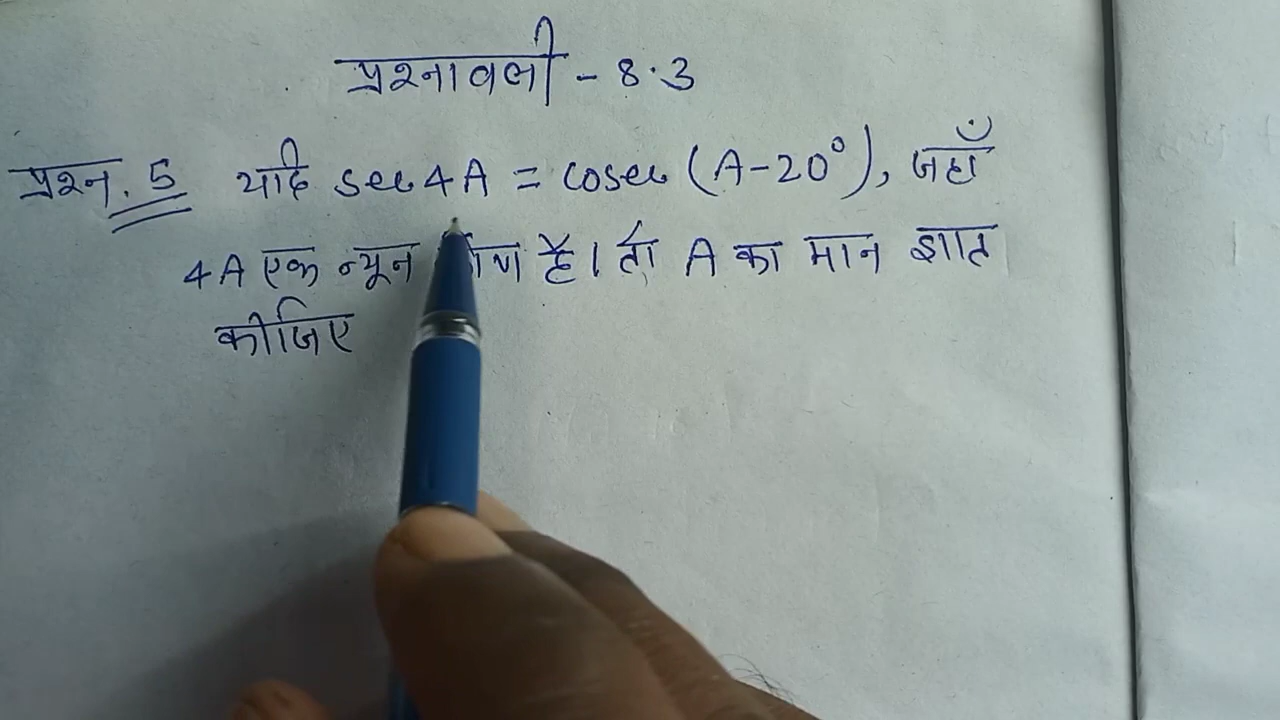 प्रश्नावली - 8.3
प्रश्न. 5 यदि sec 4A = cosec (A-20°), जहाँ
4A एक न्यून है। तो A का मान ज्ञात
कीजिए